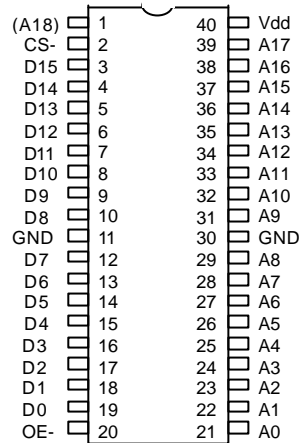 (A18) 1 40 Vdd
CS- 2 39 A17
D15 3 38 A16
D14 4 37 A15
D13 5 36 A14
D12 6 35 A13
D11 7 34 A12
D10 8 33 A11
D9 9 32 A10
D8 10 31 A9
GND 11 30 GND
D7 12 29 A8
D6 13 28 A7
D5 14 27 A6
D4 15 26 A5
D3 16 25 A4
D2 17 24 A3
D1 18 23 A2
D0 19 22 A1
OE- 20 21 A0